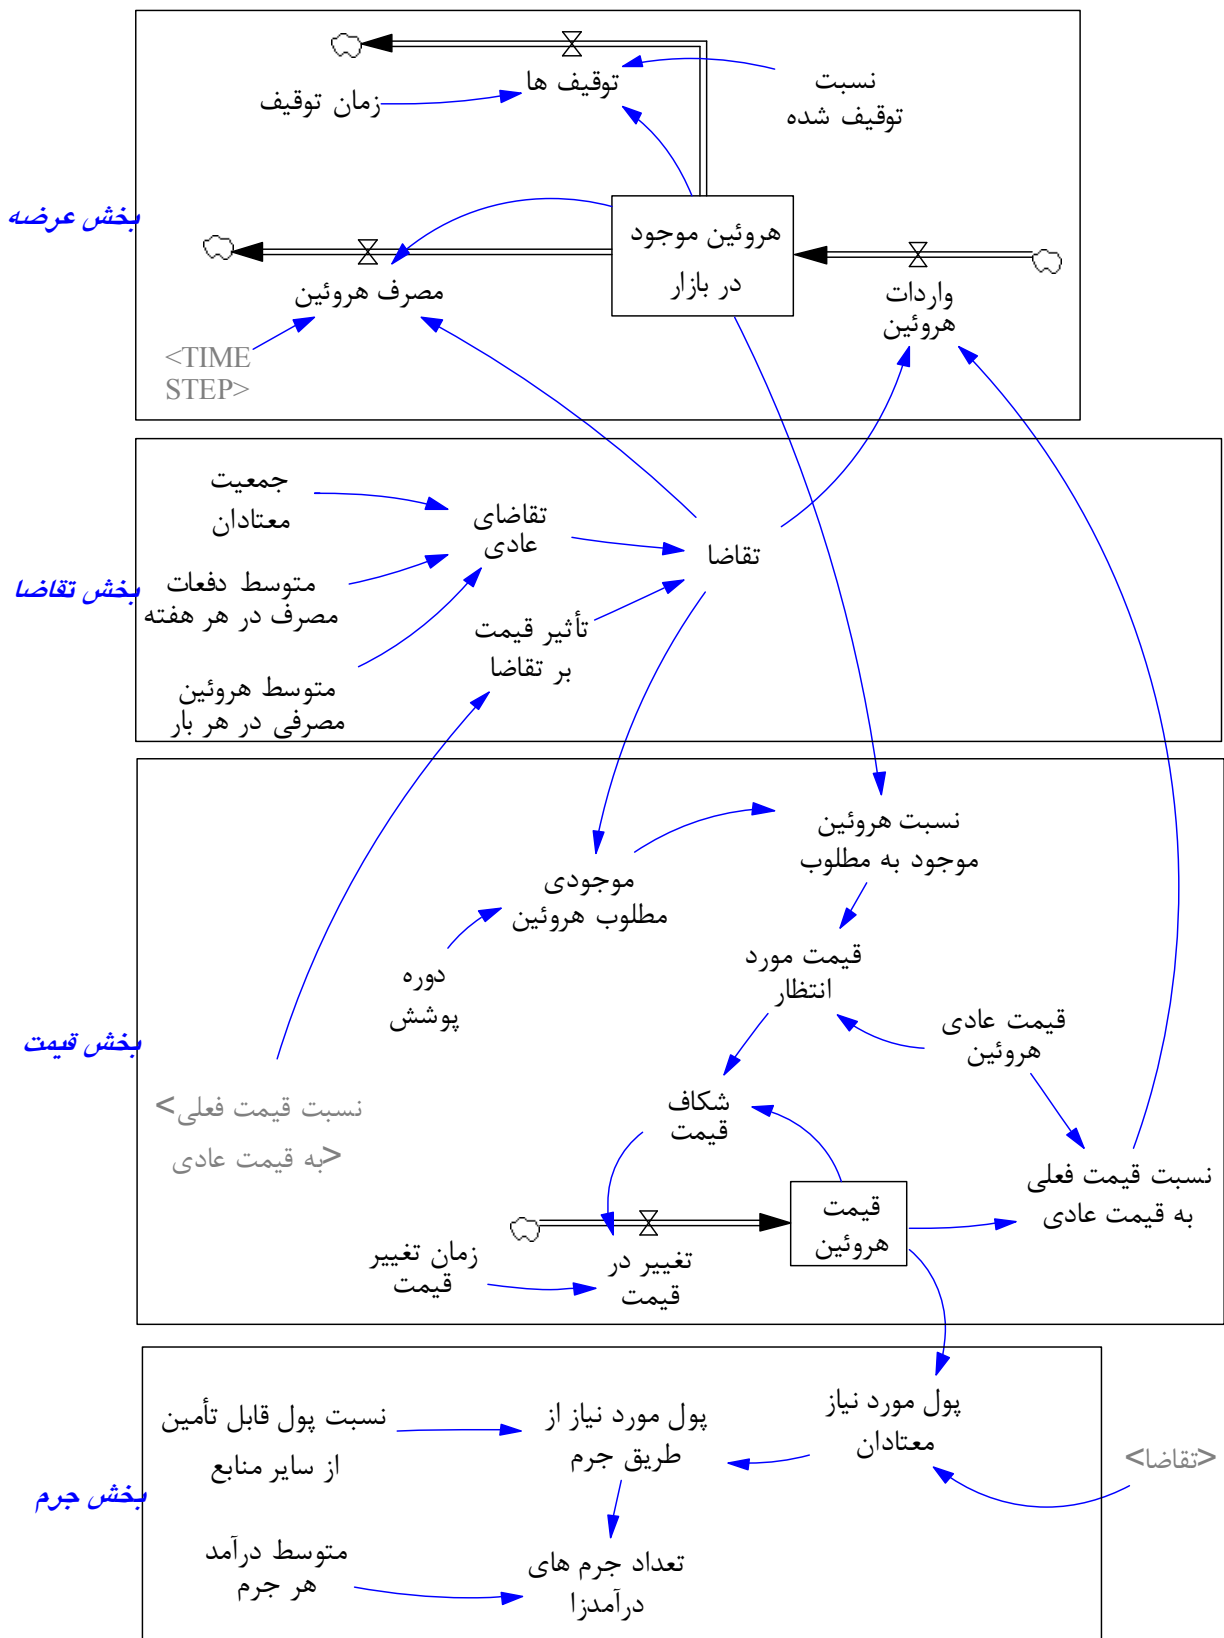 توقیف ها
نسبت
توقیف شده
زمان توقیف
بخش عرضه
هروئین موجود
در بازار
مصرف هروئین
واردات
هروئین
<TIME
STEP>
جمعیت
معتادان
تقاضای
عادی
تقاضا
بخش تقاضا
متوسط دفعات
مصرف در هر هفته
تأثیر قیمت
بر تقاضا
متوسط هروئین
مصرفی در هر بار
نسبت هروئین
موجود به مطلوب
موجودی
مطلوب هروئین
قیمت مورد
انتظار
دوره
پوشش
قیمت عادی
هروئین
بخش قیمت
شکاف
قیمت
<نسبت قیمت فعلی
به قیمت عادی>
نسبت قیمت فعلی
به قیمت عادی
قیمت
هروئین
زمان تغییر
قیمت
تغییر در
قیمت
پول مورد نیاز
معتادان
پول مورد نیاز از
طریق جرم
نسبت پول قابل تأمین
از سایر منابع
<تقاضا>
بخش جرم
تعداد جرم های
درآمدزا
متوسط درآمد
هر جرم